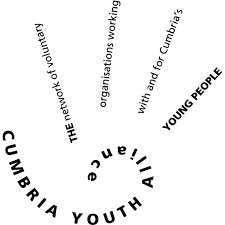 THE network of voluntary
organisations working
with and for Cumbria's
YOUNG PEOPLE
CUMBRIA YOUTH Alliance